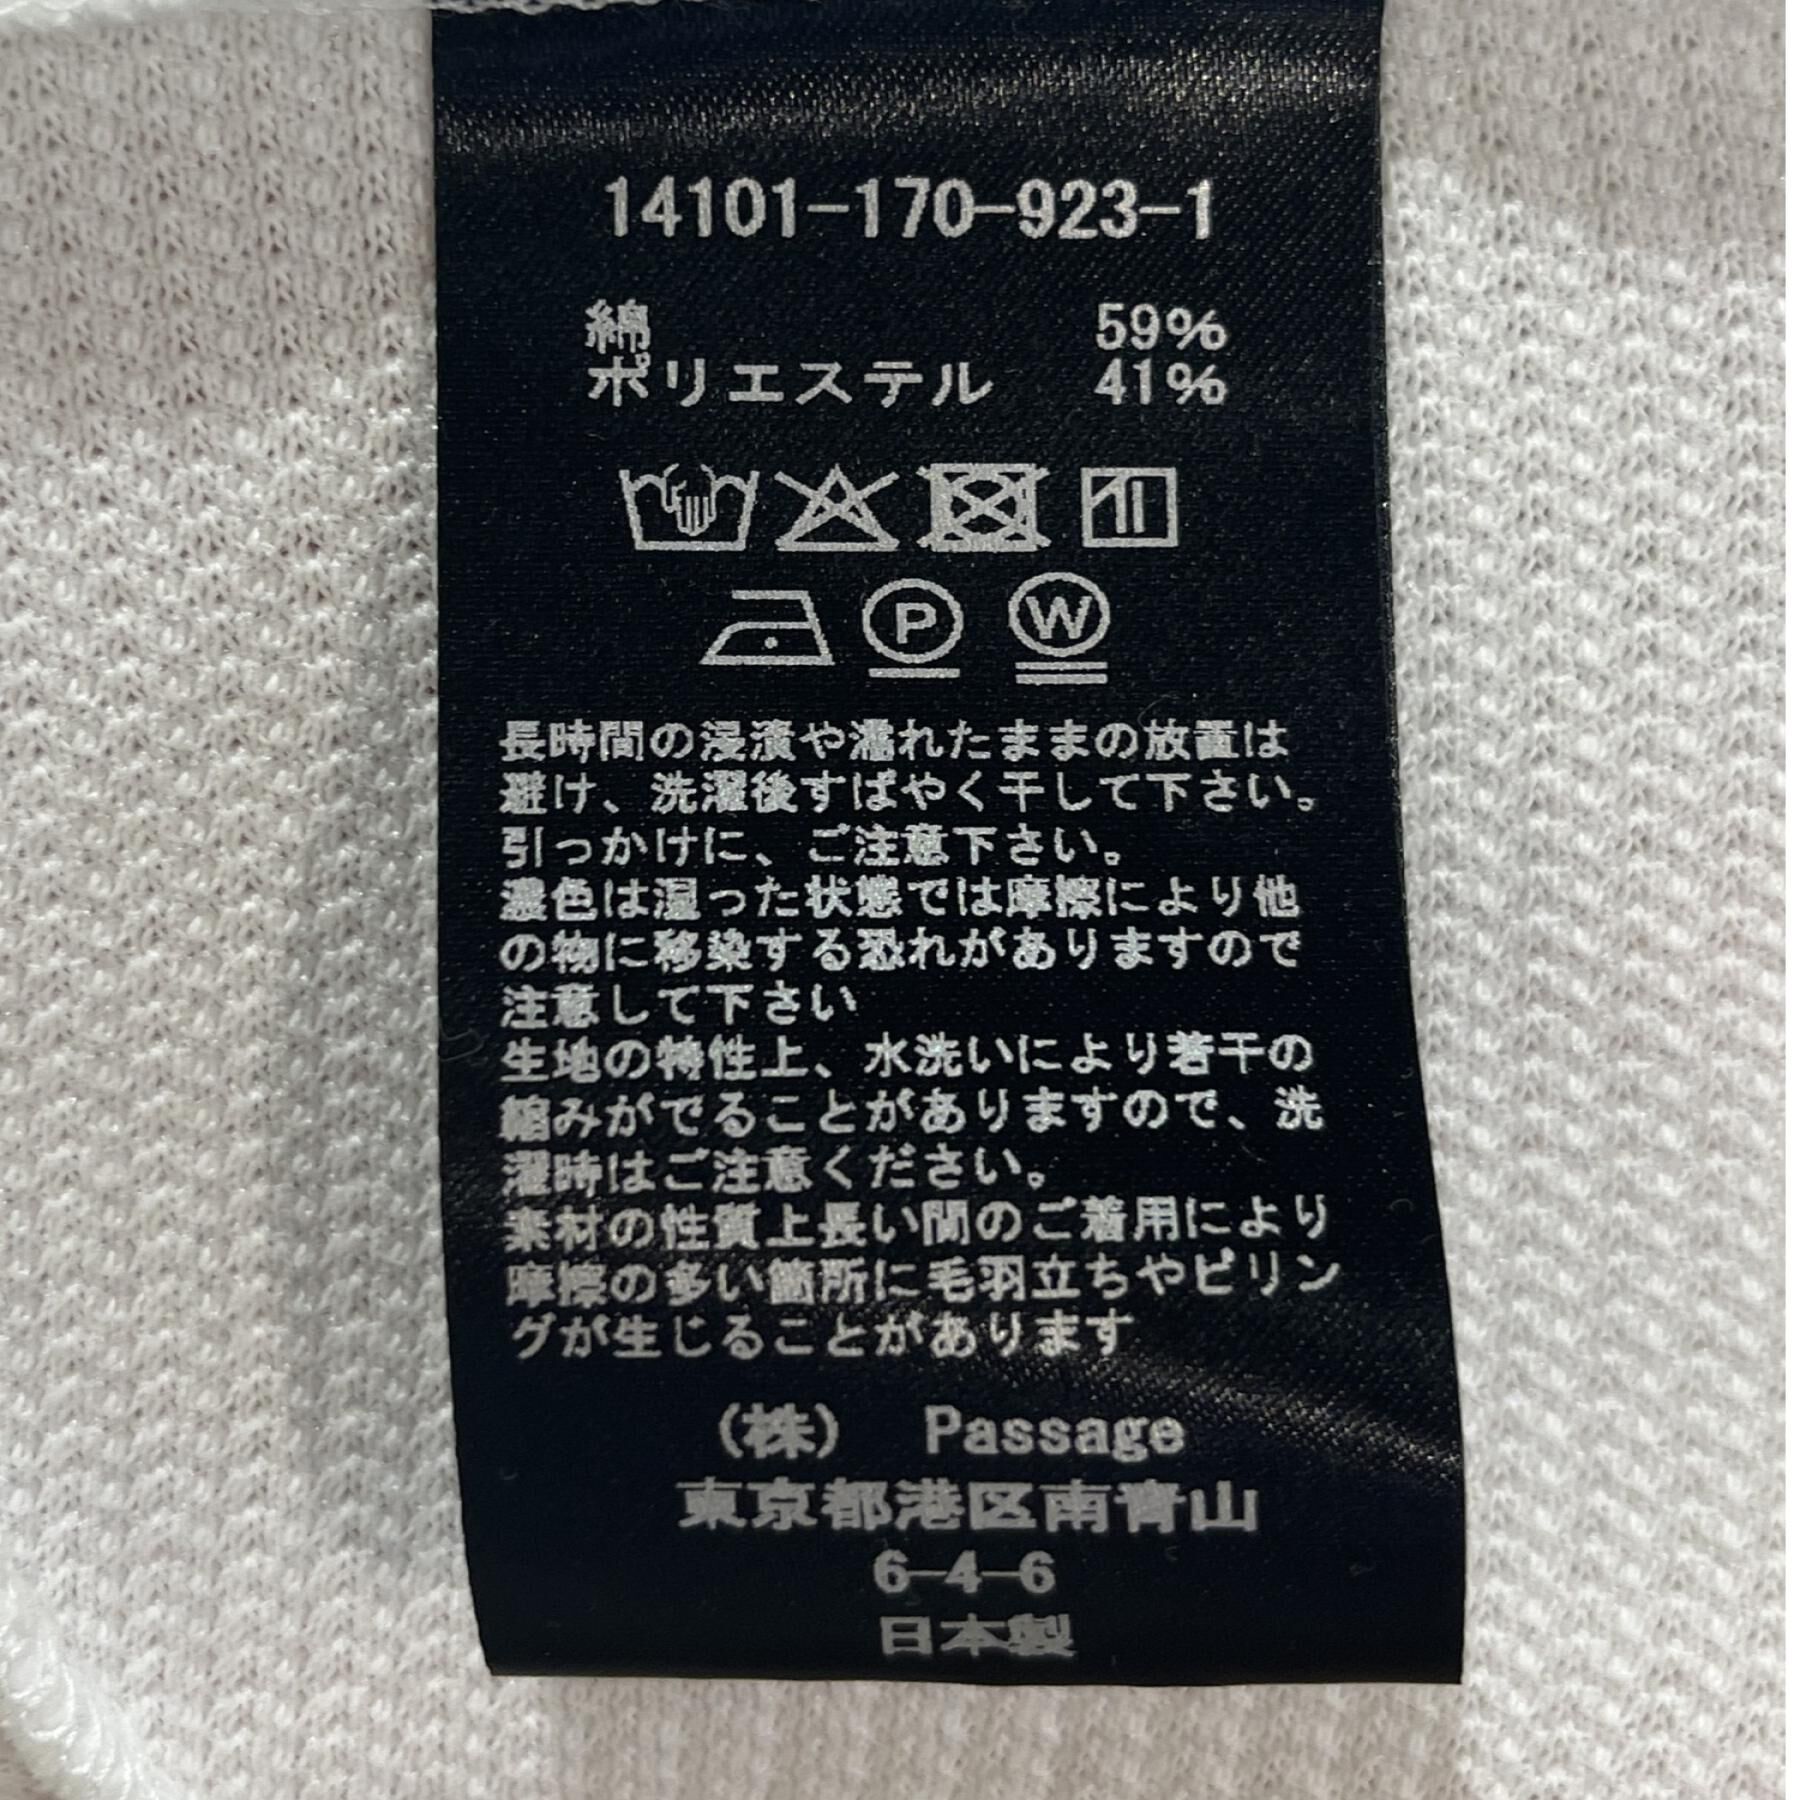 14101-170-923-1
綿 59%
ポリエステル 41%
P W
長時間の浸漬や濡れたままの放置は
避け、洗濯後すばやく干して下さい。
引っかけに、ご注意下さい。
濃色は湿った状態では摩擦により他
の物に移染する恐れがありますので
注意して下さい
生地の特性上、水洗いにより若干の
縮みがでることがありますので、洗
濯時はご注意ください。
素材の性質上長い間のご着用により
摩擦の多い箇所に毛羽立ちやピリン
グが生じることがあります
(株) Passage
東京都港区南青山
6-4-6
日本製